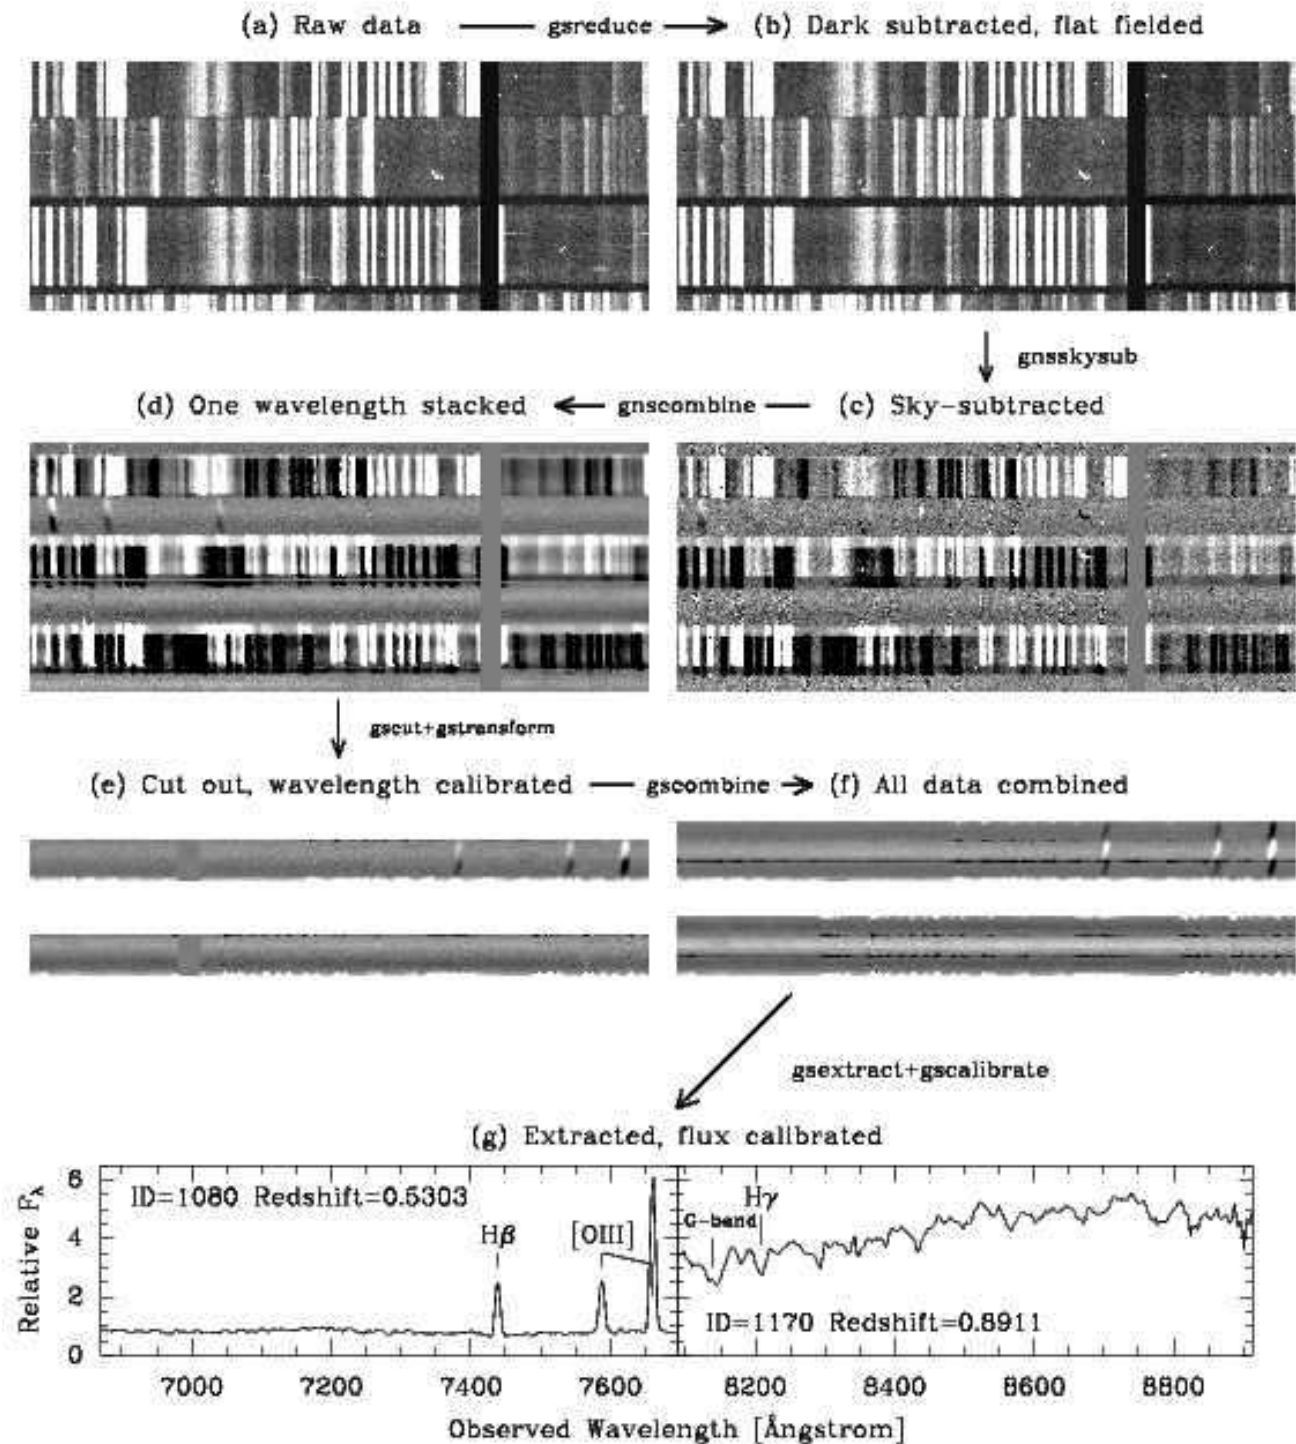 (a) Raw data gsreduce (b) Dark subtracted, flat fielded
gnsskysub
(d) One wavelength stacked gnscombine (c) Sky-subtracted
gscut+gstransform
(e) Cut out, wavelength calibrated gscombine (f) All data combined
gsextract+gscalibrate
(g) Extracted, flux calibrated
Relative Fλ
6
4
2
0
ID=1080 Redshift=0.5303
Hβ
[OIII]
G-band
Hγ
ID=1170 Redshift=0.8911
7000 7200 7400 7600 8200 8400 8600 8800
Observed Wavelength [Ångstrom]